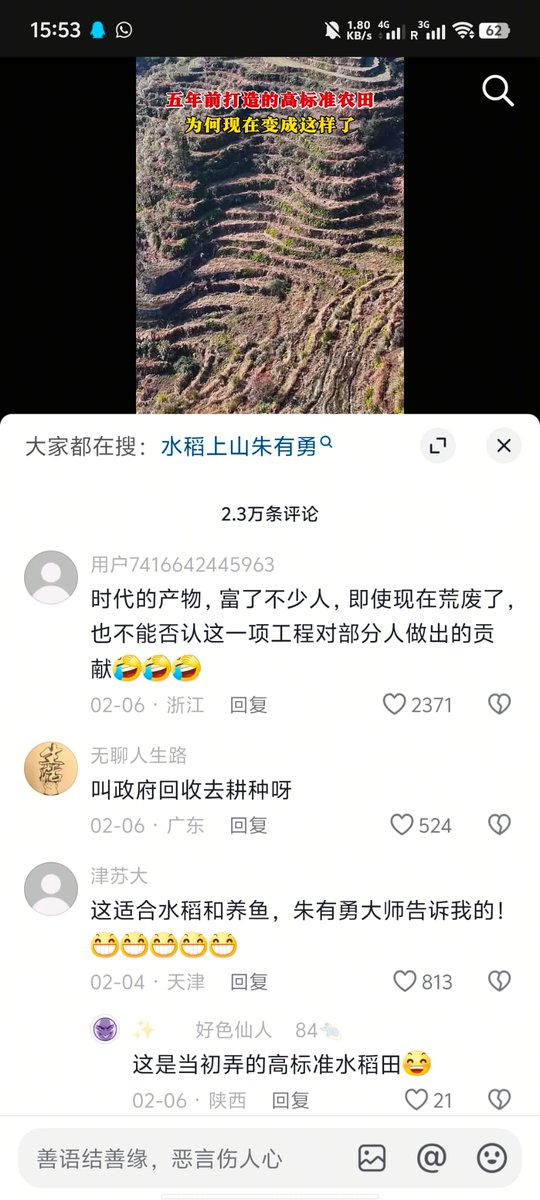 15:53
1.80
KB/s
4G
R
3G
62
五年前打造的高标准农田
为何现在变成这样了
大家都在搜：水稻上山朱有勇
2.3万条评论
用户7416642445963
时代的产物，富了不少人，即使现在荒废了，
也不能否认这一项工程对部分人做出的贡
献🤣🤣🤣
02-06 · 浙江 回复 2371
无聊人生路
叫政府回收去耕种呀
02-06 · 广东 回复 524
津苏大
这适合水稻和养鱼，朱有勇大师告诉我的！
😁😁😁😁😁
02-04 · 天津 回复 813
✨ 好色仙人 84🐀
这是当初弄的高标准水稻田😄
02-06 · 陕西 回复 21
善语结善缘，恶言伤人心